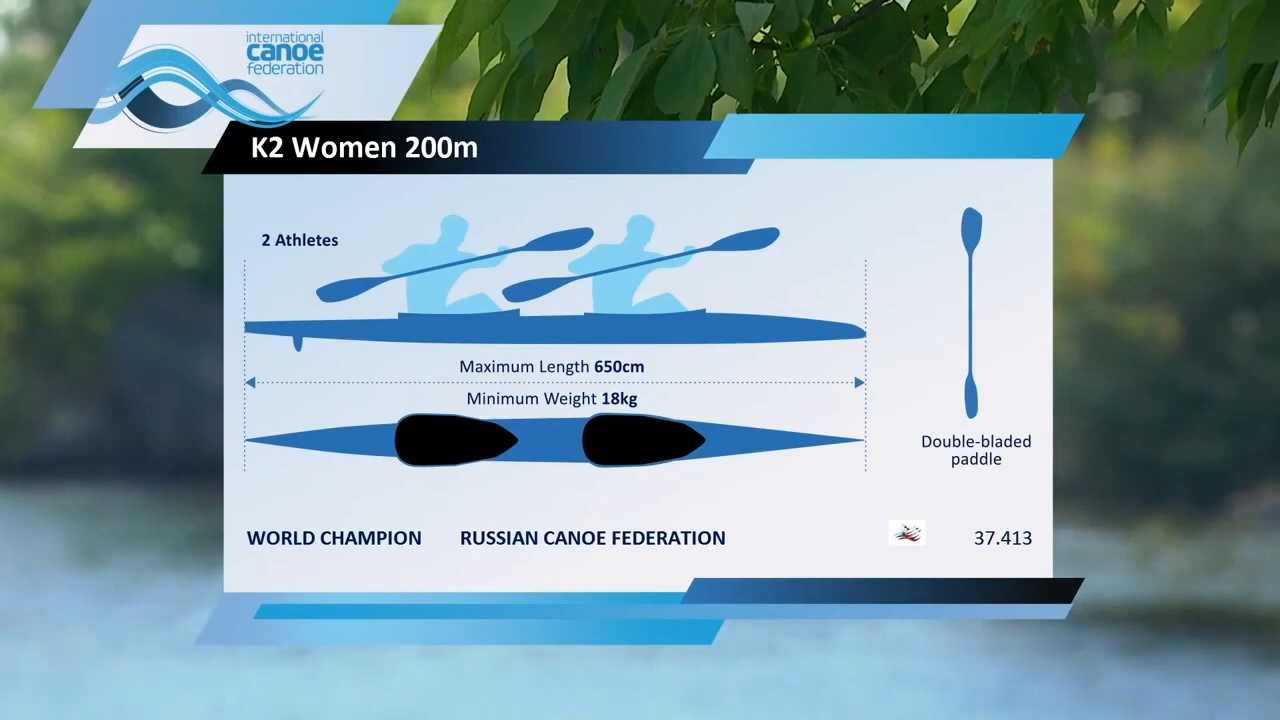 international
canoe
federation
K2 Women 200m
2 Athletes
Maximum Length 650cm
Minimum Weight 18kg
Double-bladed
paddle
WORLD CHAMPION RUSSIAN CANOE FEDERATION 37.413